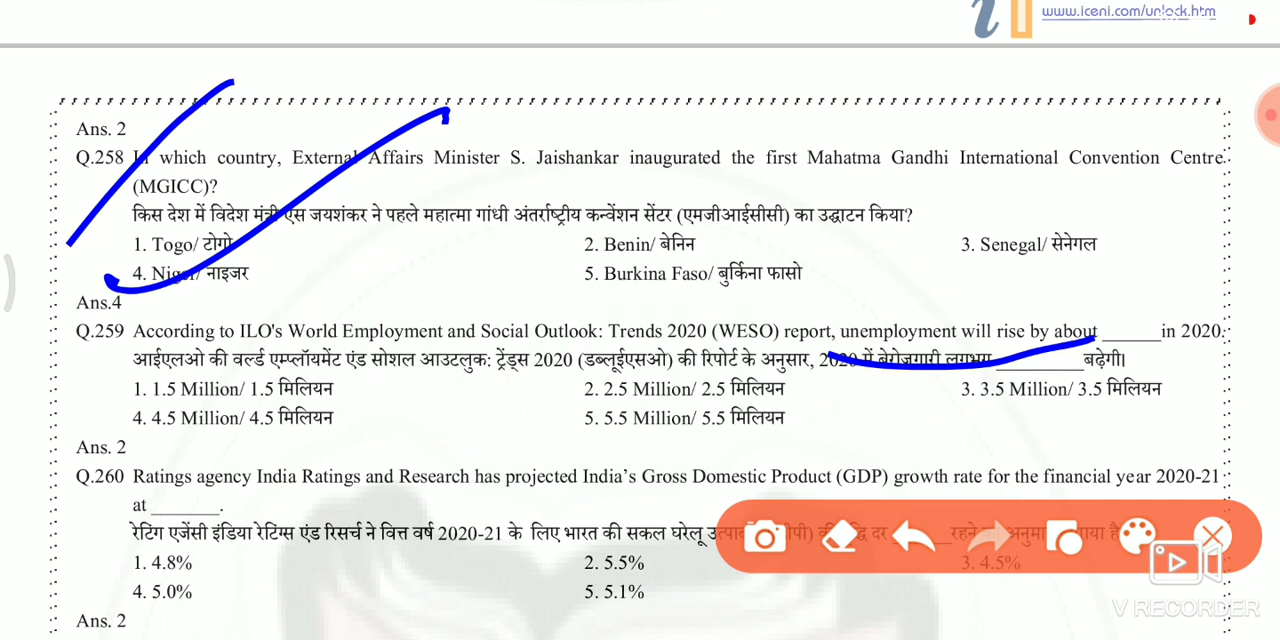 www.iceni.com/unlock.htm
Ans. 2
Q.258 In which country, External Affairs Minister S. Jaishankar inaugurated the first Mahatma Gandhi International Convention Centre
(MGICC)?
किस देश में विदेश मंत्री एस जयशंकर ने पहले महात्मा गांधी अंतर्राष्ट्रीय कन्वेंशन सेंटर (एमजीआईसीसी) का उद्घाटन किया?
1. Togo/ टोगो 2. Benin/ बेनिन 3. Senegal/ सेनेगल
4. Niger/ नाइजर 5. Burkina Faso/ बुर्किना फासो
Ans.4
Q.259 According to ILO's World Employment and Social Outlook: Trends 2020 (WESO) report, unemployment will rise by about ______in 2020.
आईएलओ की वर्ल्ड एम्प्लॉयमेंट एंड सोशल आउटलुक: ट्रेंड्स 2020 (डब्लूईएसओ) की रिपोर्ट के अनुसार, 2020 में बेरोजगारी लगभग _________बढ़ेगी।
1. 1.5 Million/ 1.5 मिलियन 2. 2.5 Million/ 2.5 मिलियन 3. 3.5 Million/ 3.5 मिलियन
4. 4.5 Million/ 4.5 मिलियन 5. 5.5 Million/ 5.5 मिलियन
Ans. 2
Q.260 Ratings agency India Ratings and Research has projected India’s Gross Domestic Product (GDP) growth rate for the financial year 2020-21
at _______.
रेटिंग एजेंसी इंडिया रेटिंग्स एंड रिसर्च ने वित्त वर्ष 2020-21 के लिए भारत की सकल घरेलू दर ______ रहने
1. 4.8% 2. 5.5% 3. 4.5%
4. 5.0% 5. 5.1%
Ans. 2
V RECORDER